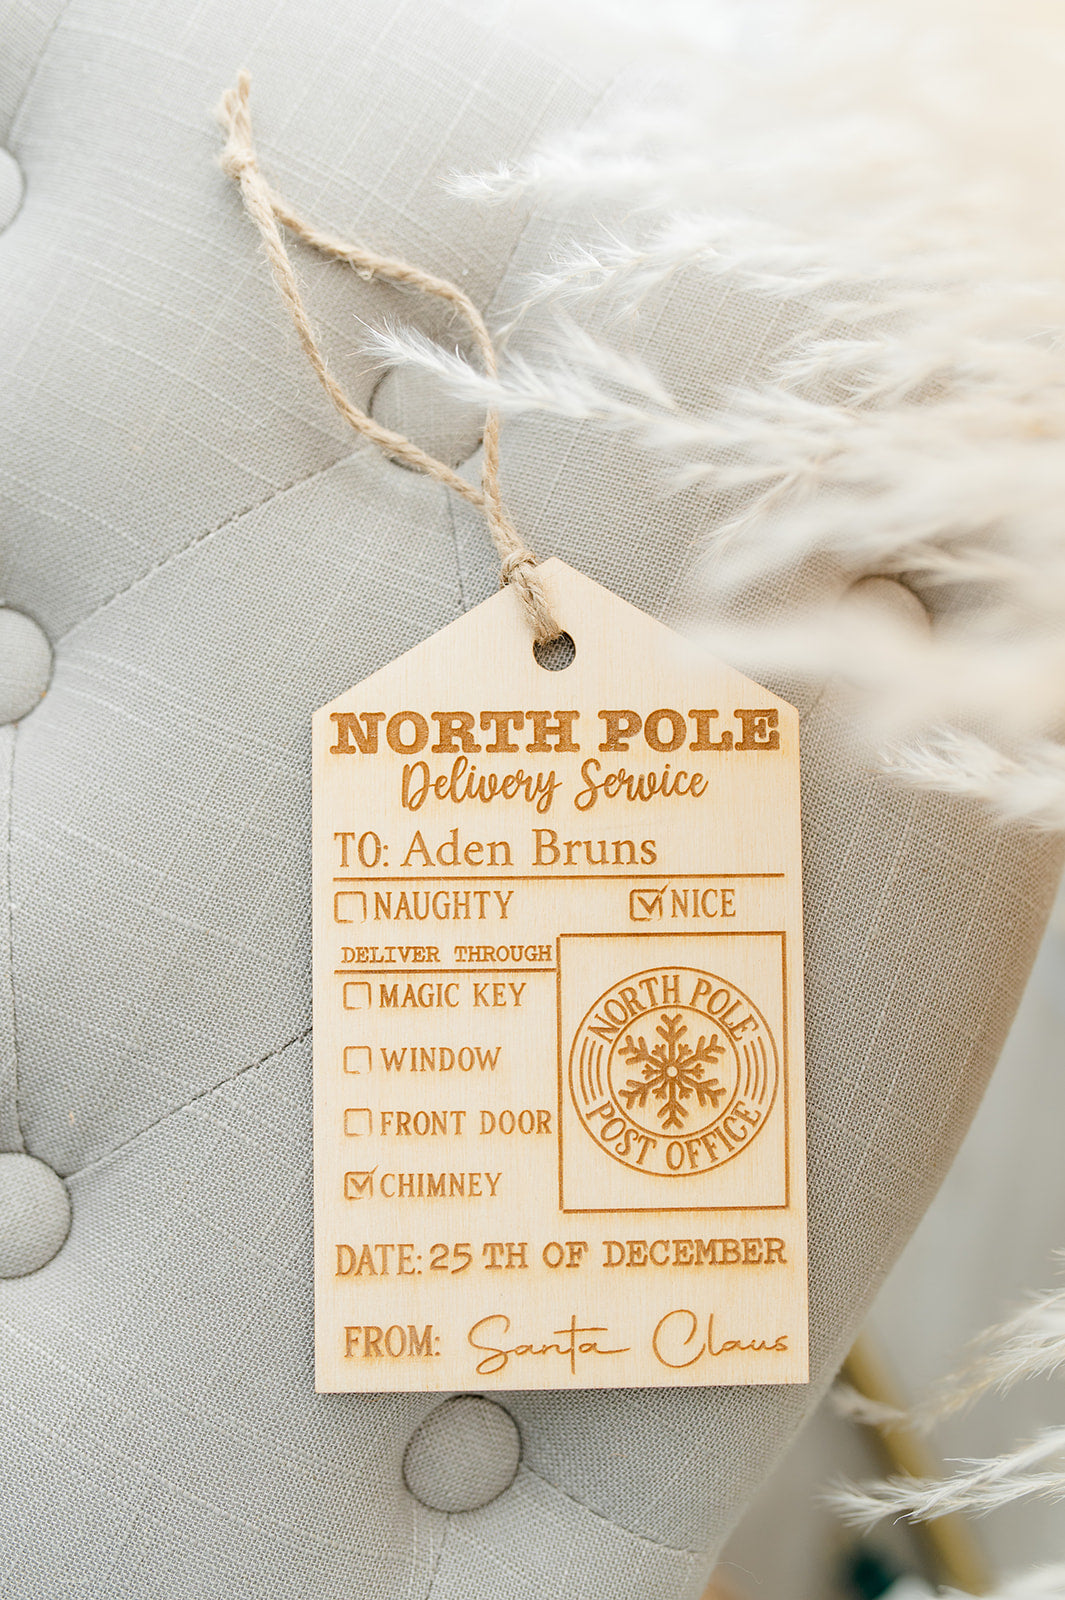 NORTH POLE
Delivery Service
TO: Aden Bruns
NAUGHTY NICE
DELIVER THROUGH
MAGIC KEY
WINDOW
FRONT DOOR
CHIMNEY
NORTH POLE
POST OFFICE
DATE: 25 TH OF DECEMBER
FROM: Santa Claus